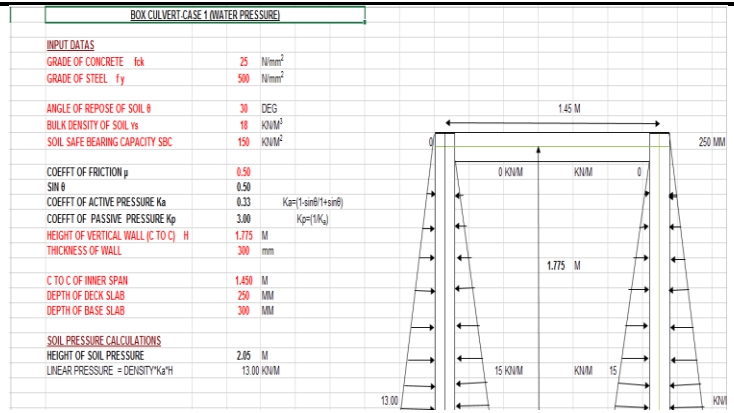 BOX CULVERT-CASE 1 (WATER PRESSURE)
INPUT DATAS
GRADE OF CONCRETE fck 25 N/mm²
GRADE OF STEEL fy 500 N/mm²
ANGLE OF REPOSE OF SOIL θ 30 DEG
1.45 M
BULK DENSITY OF SOIL γs 18 KN/M³
SOIL SAFE BEARING CAPACITY SBC 150 KN/M²
0 250 MM
COEFFT OF FRICTION μ 0.50
0 KN/M KN/M 0
SIN θ 0.50
COEFFT OF ACTIVE PRESSURE Ka 0.33 Ka=(1-sinθ/1+sinθ)
COEFFT OF PASSIVE PRESSURE Kp 3.00 Kp=(1/Ka)
HEIGHT OF VERTICAL WALL (C TO C) H 1.775 M
THICKNESS OF WALL 300 mm
1.775 M
C TO C OF INNER SPAN 1.450 M
DEPTH OF DECK SLAB 250 MM
DEPTH OF BASE SLAB 300 MM
SOIL PRESSURE CALCULATIONS
HEIGHT OF SOIL PRESSURE 2.05 M
LINEAR PRESSURE = DENSITY*Ka*H 13.00 KN/M
15 KN/M KN/M 15
13.00